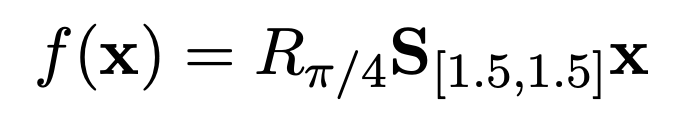 f(x) = R_{π/4}S_{[1.5,1.5]}x